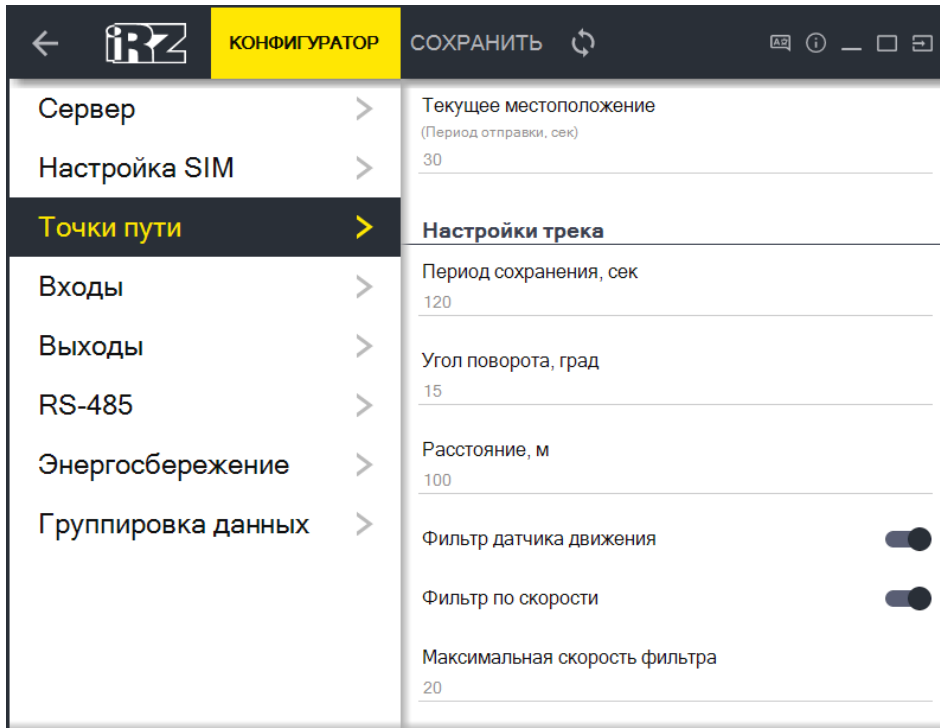 iRZ КОНФИГУРАТОР СОХРАНИТЬ
Сервер
Настройка SIM
Точки пути
Входы
Выходы
RS-485
Энергосбережение
Группировка данных
Текущее местоположение
(Период отправки, сек)
30
Настройки трека
Период сохранения, сек
120
Угол поворота, град
15
Расстояние, м
100
Фильтр датчика движения
Фильтр по скорости
Максимальная скорость фильтра
20